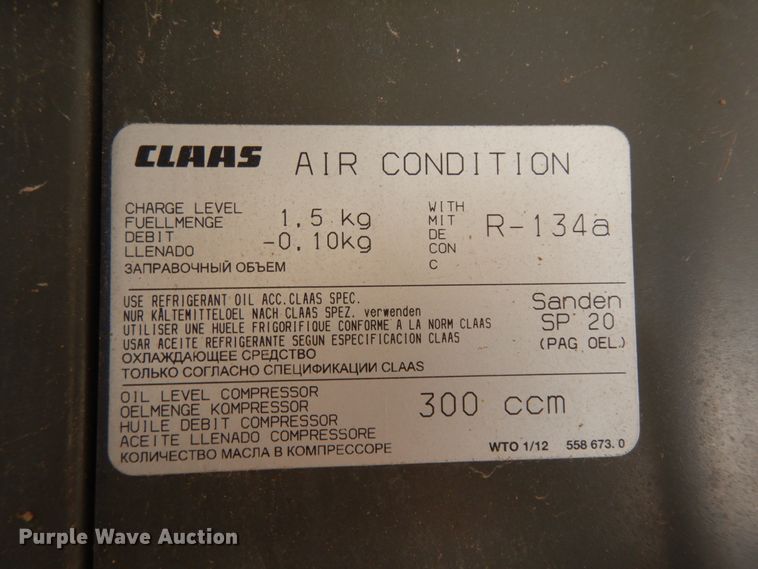 CLAAS AIR CONDITION
CHARGE LEVEL
FUELLMENGE
DEBIT
LLENADO
ЗАПРАВОЧНЫЙ ОБЪЕМ
1,5 kg
-0,10kg
WITH
MIT
DE
CON
С
R-134a
USE REFRIGERANT OIL ACC.CLAAS SPEC.
NUR KÄLTEMITTELOEL NACH CLAAS SPEZ. verwenden
UTILISER UNE HUELE FRIGORIFIQUE CONFORME A LA NORM CLAAS
USAR ACEITE REFRIGERANTE SEGUN ESPECIFICACION CLAAS
ОХЛАЖДАЮЩЕЕ СРЕДСТВО
ТОЛЬКО СОГЛАСНО СПЕЦИФИКАЦИИ CLAAS
Sanden
SP 20
(PAG OEL.)
OIL LEVEL COMPRESSOR
OELMENGE KOMPRESSOR
HUILE DEBIT COMPRESSOR
ACEITE LLENADO COMPRESSORE
КОЛИЧЕСТВО МАСЛА В КОМПРЕССОРЕ
300 ccm
WTO 1/12 558 673.0
Purple Wave Auction